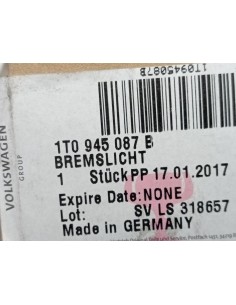 1T0945087B
VOLKSWAGEN
GROUP
1T0 945 087 B
BREMSLICHT
1 Stück PP 17.01.2017
Expire Date: NONE
Lot: SV LS 318657
Made in GERMANY